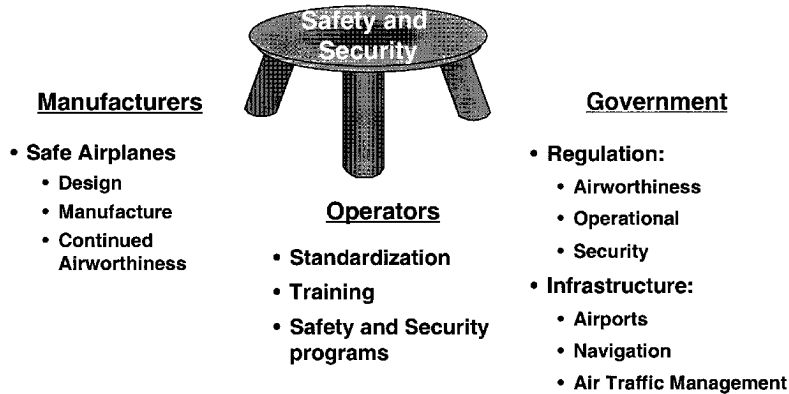 Safety and
Security
Manufacturers
• Safe Airplanes
• Design
• Manufacture
• Continued
Airworthiness
Operators
• Standardization
• Training
• Safety and Security
programs
Government
• Regulation:
• Airworthiness
• Operational
• Security
• Infrastructure:
• Airports
• Navigation
• Air Traffic Management